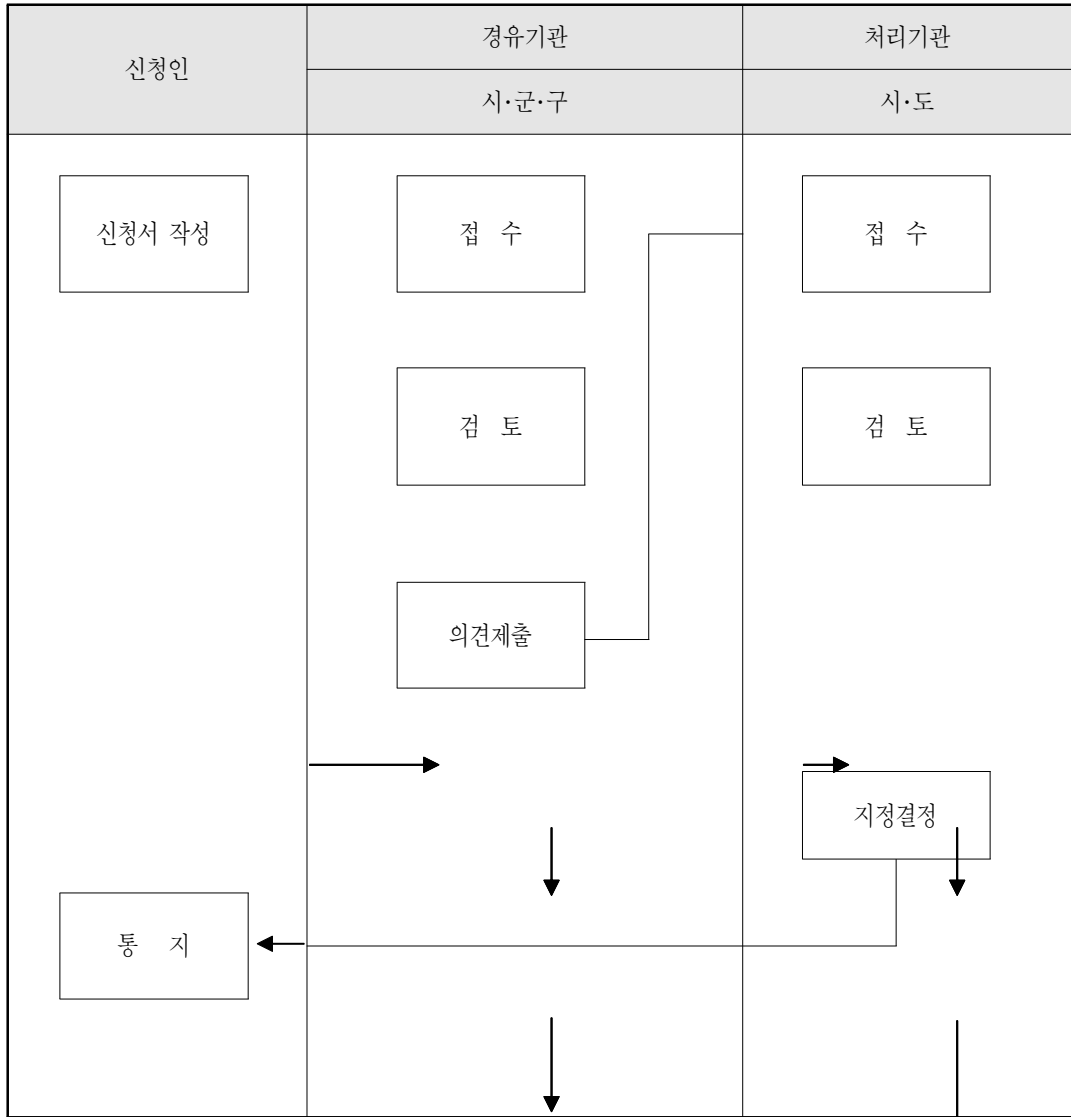 신청인
경유기관
처리기관
시·군·구
시·도
신청서 작성
접 수
접 수
검 토
검 토
의견제출
지정결정
통 지